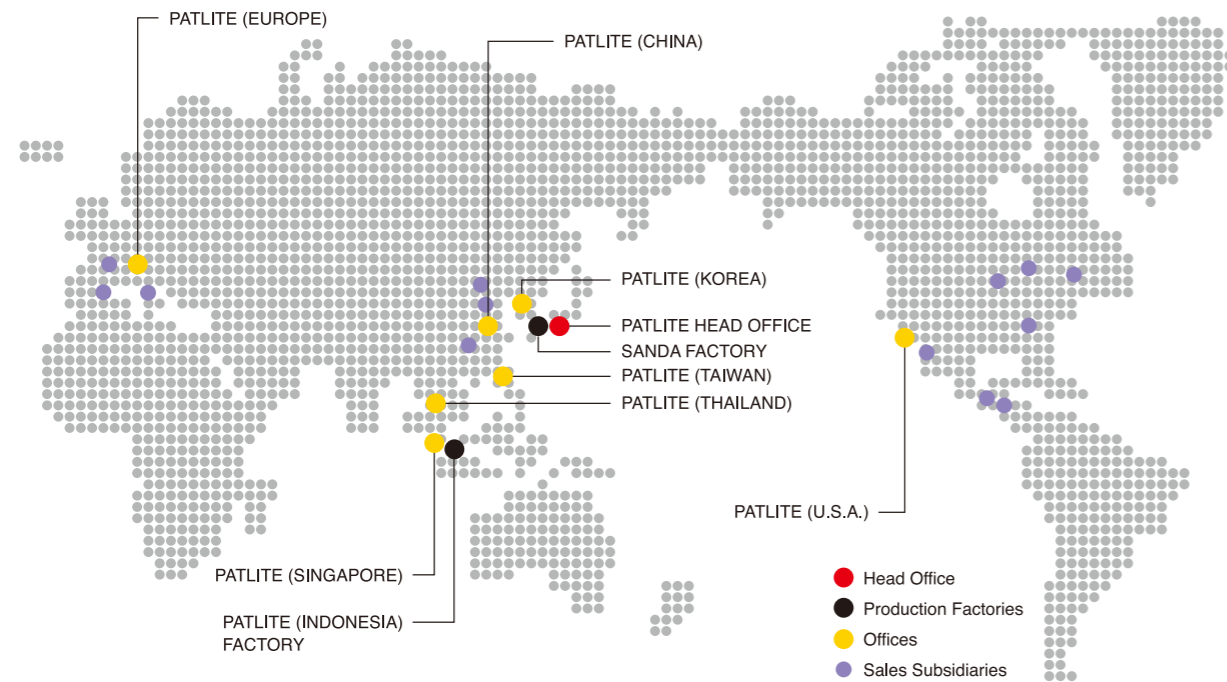 PATLITE (EUROPE)
PATLITE (CHINA)
PATLITE (KOREA)
PATLITE HEAD OFFICE
SANDA FACTORY
PATLITE (TAIWAN)
PATLITE (THAILAND)
PATLITE (U.S.A.)
PATLITE (SINGAPORE)
PATLITE (INDONESIA)
FACTORY
Head Office
Production Factories
Offices
Sales Subsidiaries